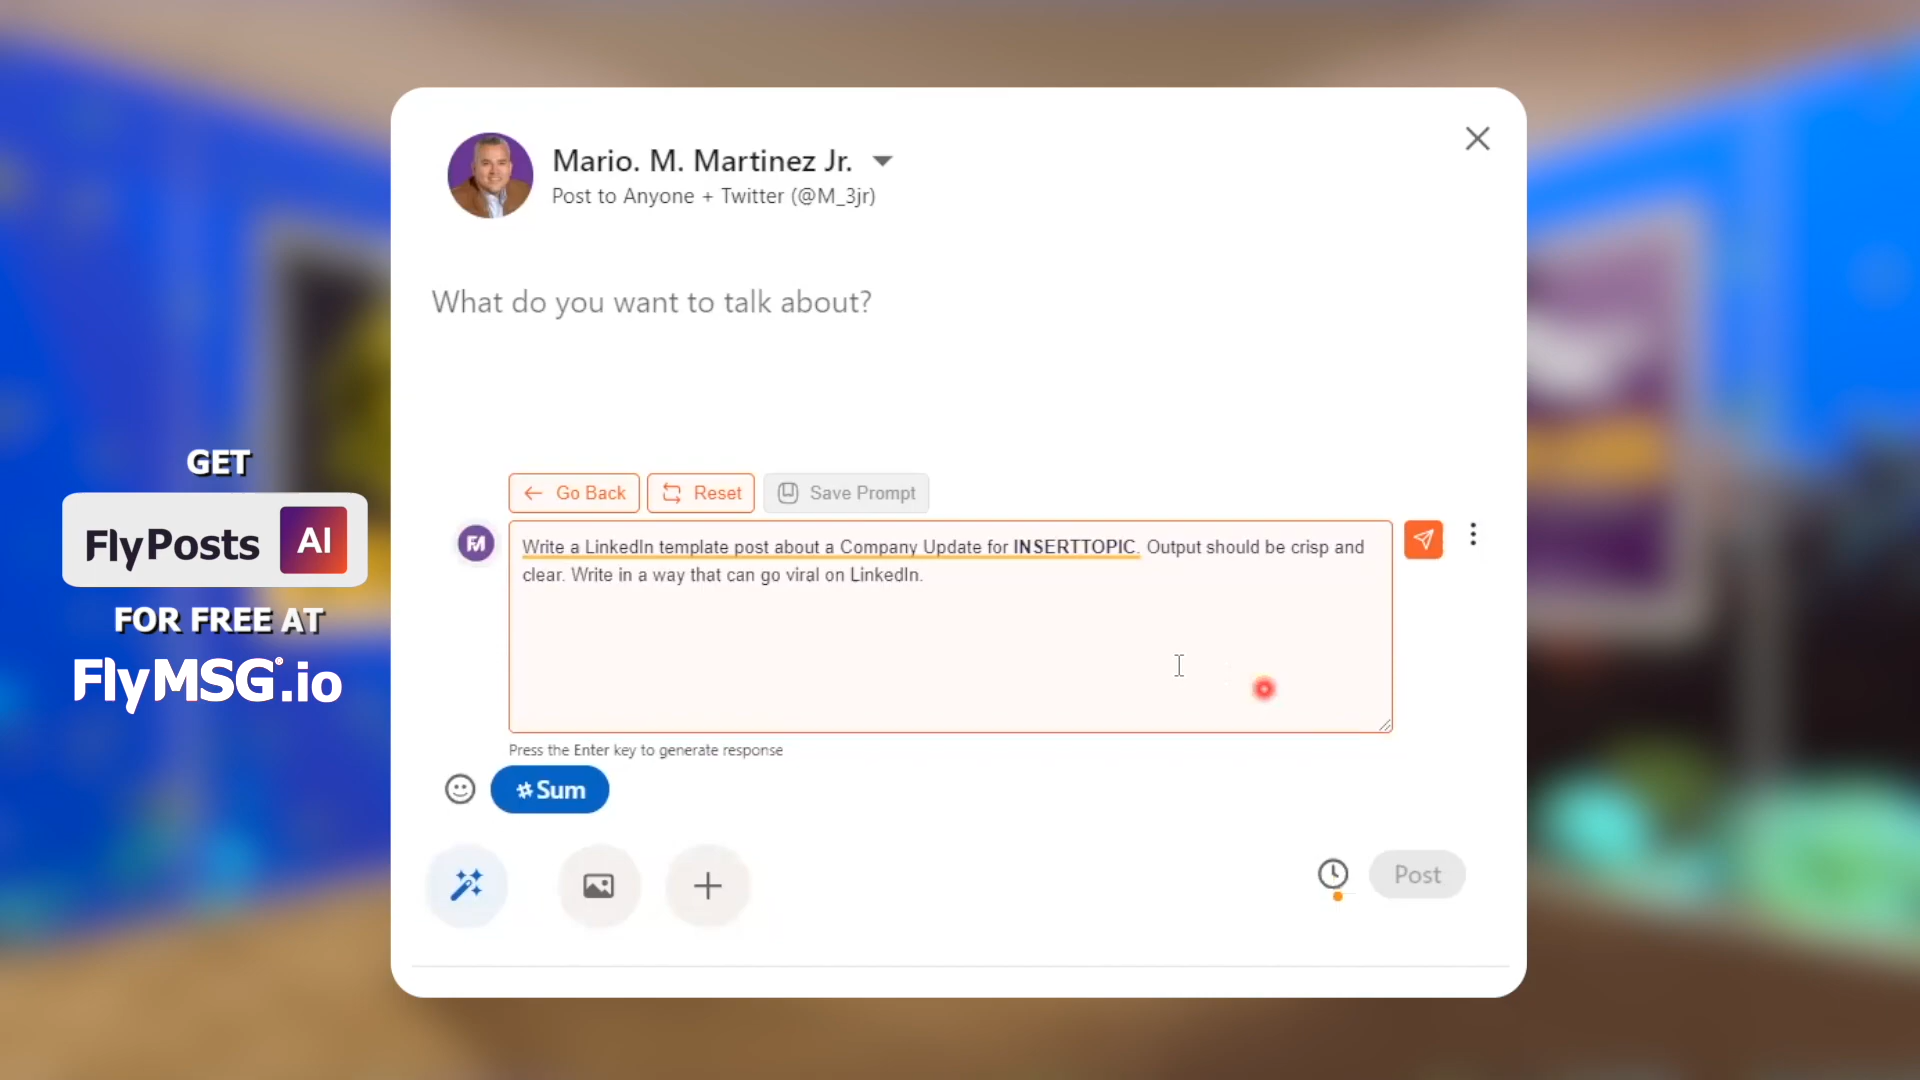 Mario. M. Martinez Jr.
Post to Anyone + Twitter (@M_3jr)
What do you want to talk about?
GET
FlyPosts AI
FOR FREE AT
FlyMSG®.io
Go Back
Reset
Save Prompt
FM
Write a LinkedIn template post about a Company Update for INSERTTOPIC. Output should be crisp and
clear. Write in a way that can go viral on LinkedIn.
Press the Enter key to generate response
#Sum
Post